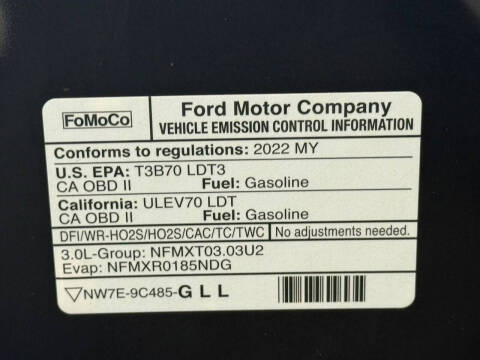 FoMoCo
Ford Motor Company
VEHICLE EMISSION CONTROL INFORMATION
Conforms to regulations: 2022 MY
U.S. EPA: T3B70 LDT3
CA OBD II Fuel: Gasoline
California: ULEV70 LDT
CA OBD II Fuel: Gasoline
DFI/WR-HO2S/HO2S/CAC/TC/TWC No adjustments needed.
3.0L-Group: NFMXT03.03U2
Evap: NFMXR0185NDG
NW7E-9C485-GLL